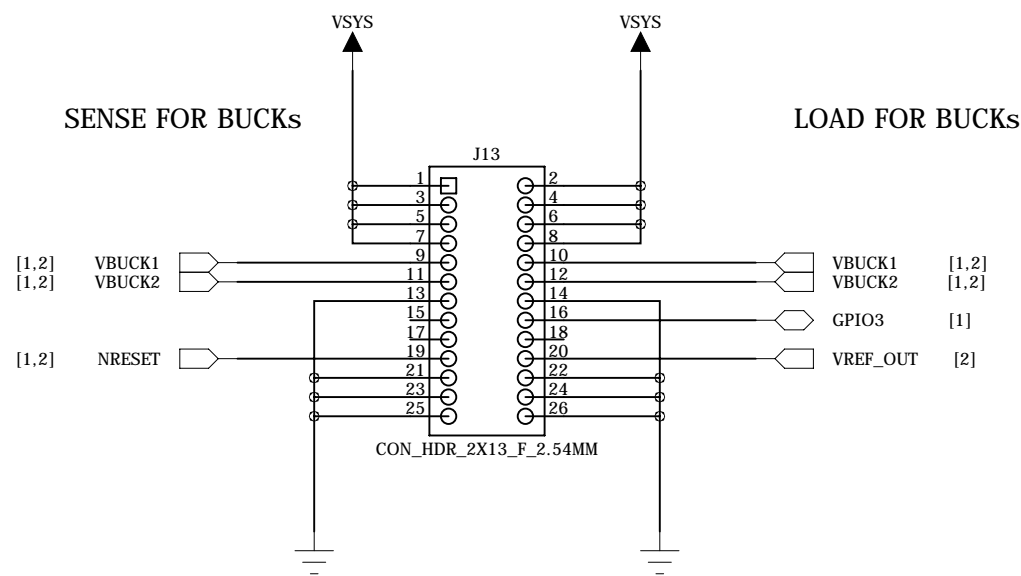 VSYS VSYS
SENSE FOR BUCKs LOAD FOR BUCKs
J13
1 2
3 4
5 6
7 8
[1,2] VBUCK1 9 10 VBUCK1 [1,2]
[1,2] VBUCK2 11 12 VBUCK2 [1,2]
13 14
15 16 GPIO3 [1]
17 18
[1,2] NRESET 19 20 VREF_OUT [2]
21 22
23 24
25 26
CON_HDR_2X13_F_2.54MM